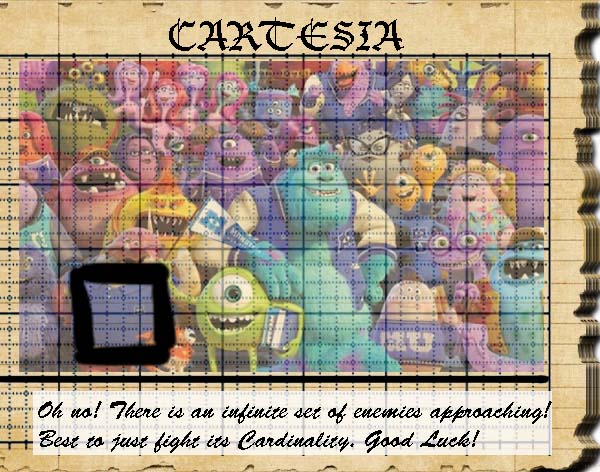 CARTESIA
MU
Oh no! There is an infinite set of enemies approaching!
Best to just fight its Cardinality. Good Luck!